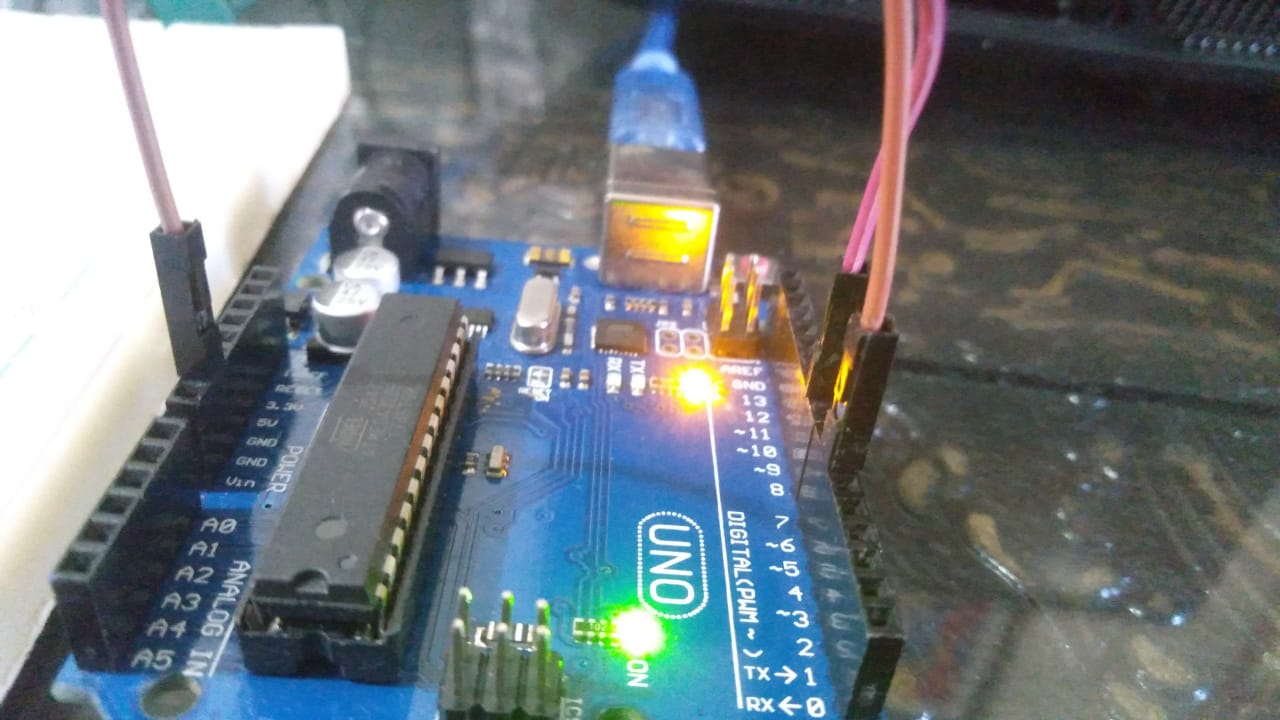 RESET
3.3V
5V
GND
GND
Vin
POWER
A0
A1
A2
A3
A4
A5
ANALOG IN
RX
TX
AREF
GND
13
12
~11
~10
~9
8
7
~6
~5
4
~3
2
TX→1
RX←0
DIGITAL(PWM ~)
UNO
ON